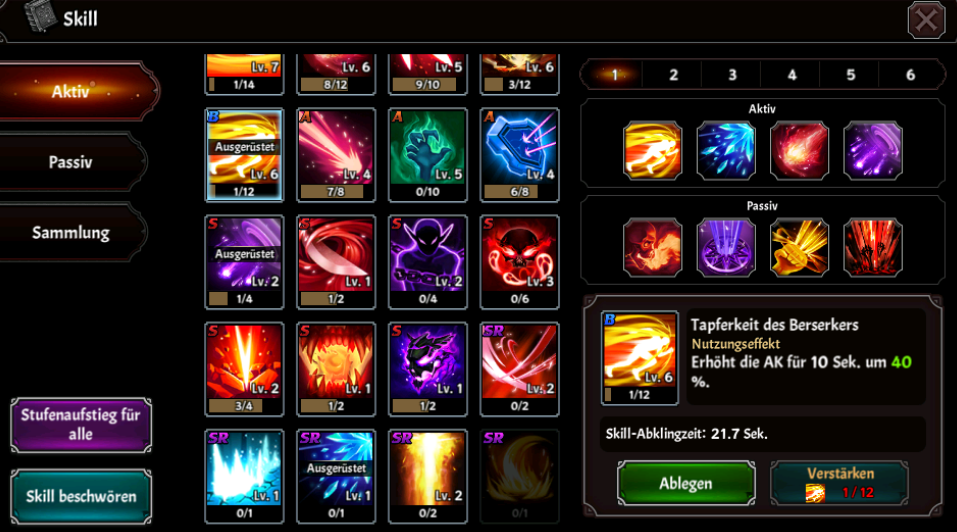 Skill
Aktiv
Passiv
Sammlung
Stufenaufstieg für
alle
Skill beschwören
Lv. 7
1/14
Lv. 6
8/12
Lv. 5
9/10
Lv. 6
3/12
B
Ausgerüstet
Lv. 6
1/12
A
Lv. 4
7/8
A
Lv. 5
0/10
A
Lv. 4
6/8
S
Ausgerüstet
Lv. 2
1/4
S
Lv. 1
1/2
S
Lv. 2
0/4
S
Lv. 3
0/6
S
Lv. 2
3/4
S
Lv. 1
1/2
S
Lv. 1
1/2
SR
Lv. 2
0/2
SR
Lv. 1
0/1
SR
Ausgerüstet
Lv. 1
0/1
SR
Lv. 2
0/2
SR
0/1
1 2 3 4 5 6
Aktiv
Passiv
B
Lv. 6
1/12
Tapferkeit des Berserkers
Nutzungseffekt
Erhöht die AK für 10 Sek. um 40
%.
Skill-Abklingzeit: 21.7 Sek.
Ablegen
Verstärken
1/12